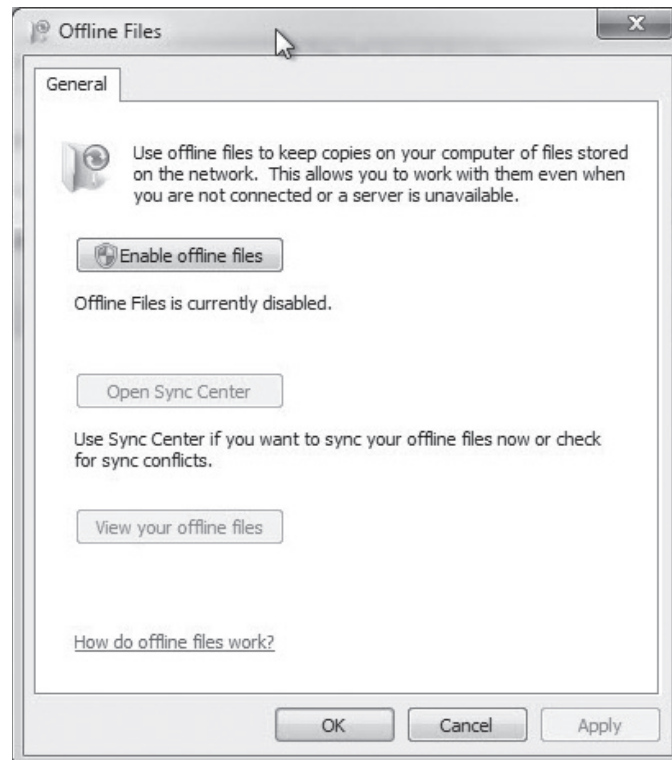 Offline Files
General
Use offline files to keep copies on your computer of files stored
on the network. This allows you to work with them even when
you are not connected or a server is unavailable.
Enable offline files
Offline Files is currently disabled.
Open Sync Center
Use Sync Center if you want to sync your offline files now or check
for sync conflicts.
View your offline files
How do offline files work?
OK
Cancel
Apply